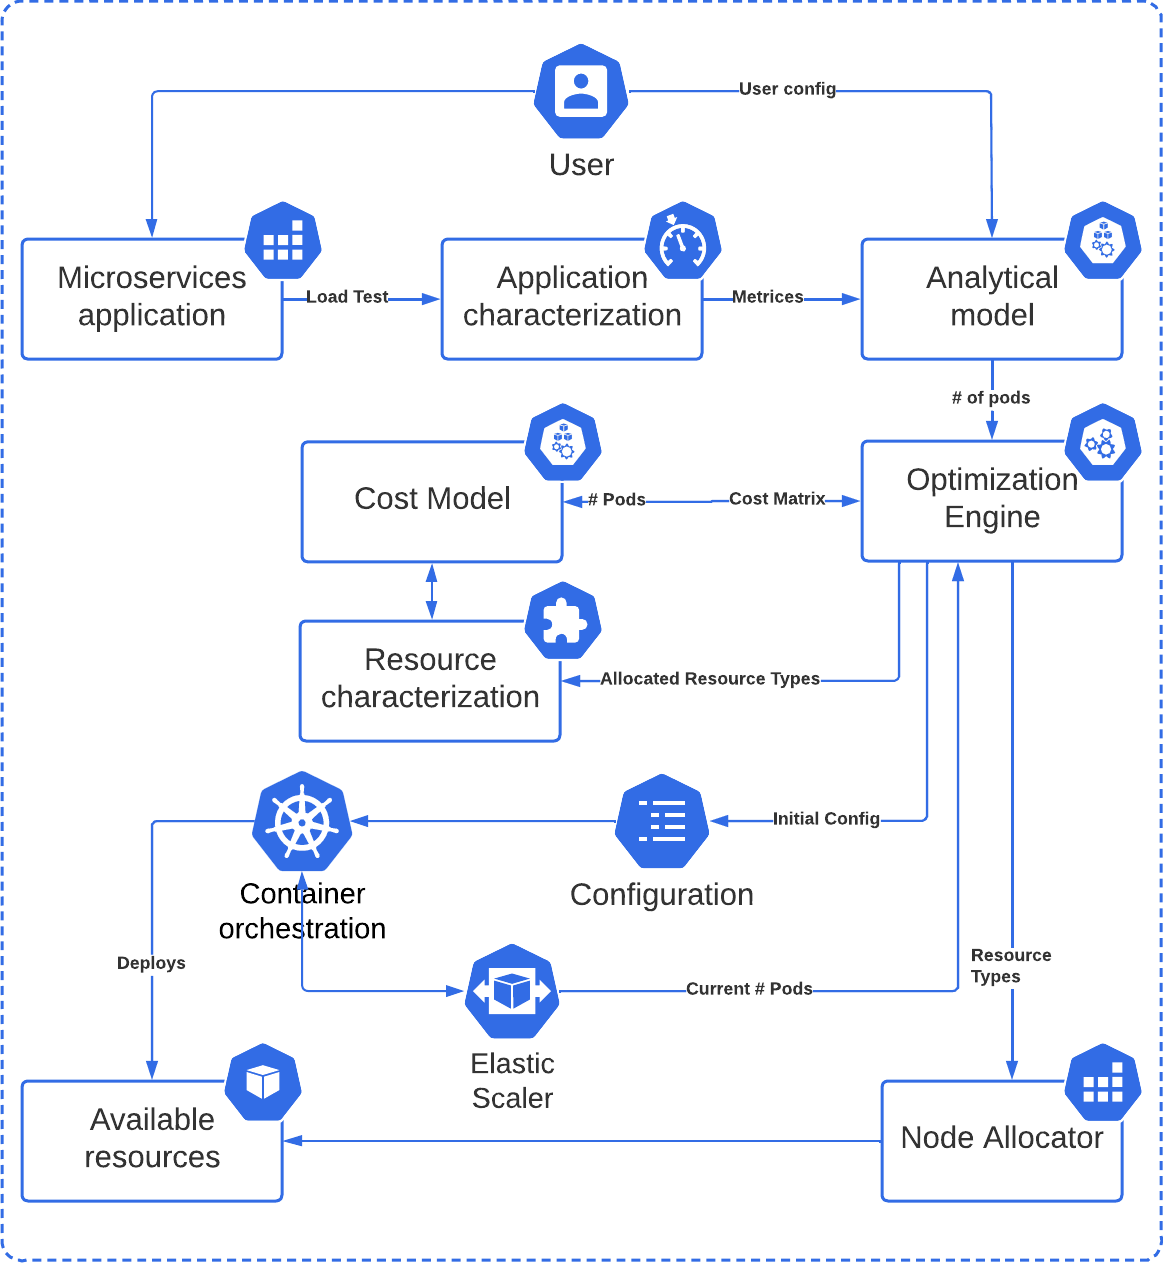 User config
User
Microservices
application
Load Test
Application
characterization
Metrices
Analytical
model
# of pods
Cost Model
# Pods
Cost Matrix
Optimization
Engine
Resource
characterization
Allocated Resource Types
Container
orchestration
Configuration
Initial Config
Deploys
Elastic
Scaler
Current # Pods
Resource
Types
Available
resources
Node Allocator